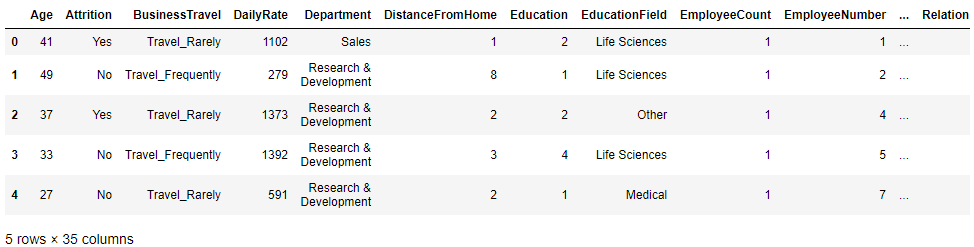 Age Attrition BusinessTravel DailyRate Department DistanceFromHome Education EducationField EmployeeCount EmployeeNumber ... Relation
0 41 Yes Travel_Rarely 1102 Sales 1 2 Life Sciences 1 1 ...
1 49 No Travel_Frequently 279 Research & Development 8 1 Life Sciences 1 2 ...
2 37 Yes Travel_Rarely 1373 Research & Development 2 2 Other 1 4 ...
3 33 No Travel_Frequently 1392 Research & Development 3 4 Life Sciences 1 5 ...
4 27 No Travel_Rarely 591 Research & Development 2 1 Medical 1 7 ...
5 rows × 35 columns